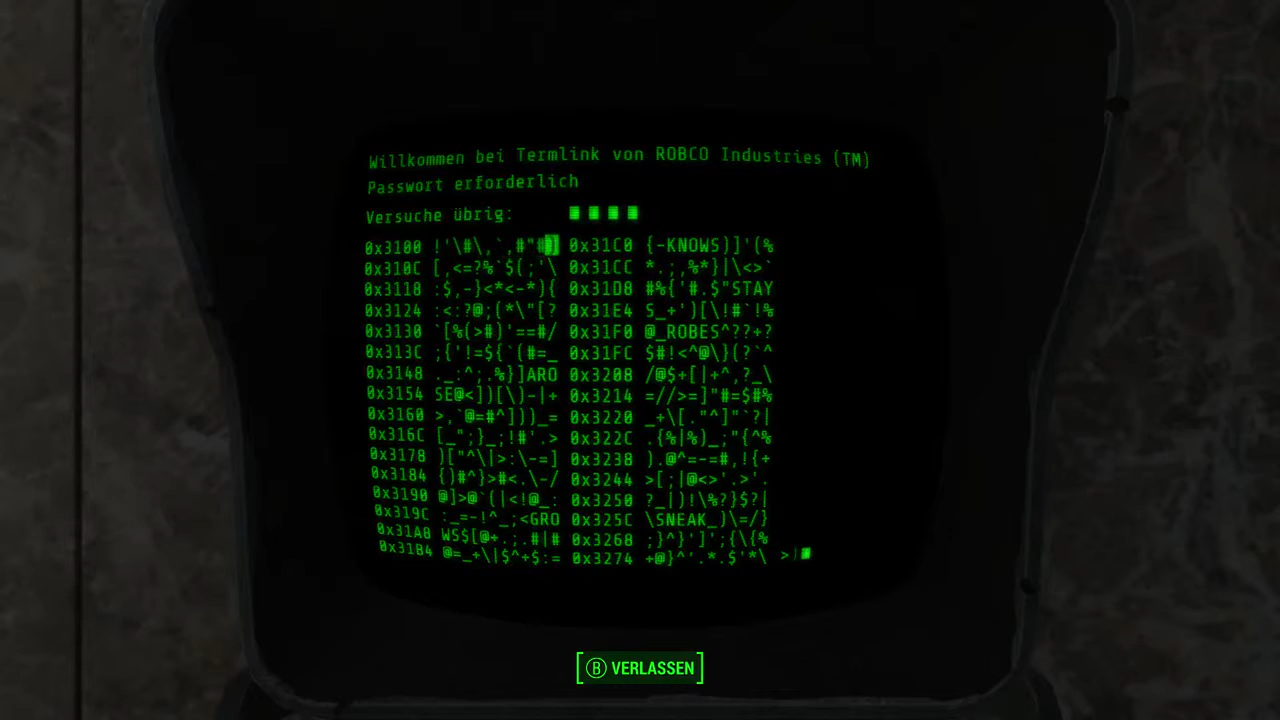 Willkommen bei Termlink von ROBCO Industries (TM)
Passwort erforderlich
Versuche übrig:
0x3100 !'\#\,`,#"#} 0x31C0 {-KNOWS)]'(%
0x310C [,<=?%`$(;'\ 0x31CC *.;,%*}|\<>`
0x3118 :$,-}<*<-*){ 0x31D8 #%{'#.$"STAY
0x3124 :<:?@;(*\"[? 0x31E4 S_+')[\!#`!%
0x3130 `[%(>#)'==#/ 0x31F0 @_ROBES^??+?
0x313C ;{'!=${`(#=_ 0x31FC $#!<^@\}(?`^
0x3148 ._:^;.%}]ARO 0x3208 /@$+[|+^,?_\
0x3154 SE@<])[\)-|+ 0x3214 =//>=]"#=$#%
0x3160 >,`@=#^]))_= 0x3220 _+\[."^]"`?|
0x316C [_";}_;!#'.> 0x322C .{%|%)_;"{^%
0x3178 )["^\|>:\-=] 0x3238 ).@^=-=#,!{+
0x3184 {)#^}>#<.\-/ 0x3244 >[;|@<>'.>'.
0x3190 @]>@`(|<!@_: 0x3250 ?_|)!\%?}$?|
0x319C :_=-!^_;<GRO 0x325C \SNEAK_)\=/}
0x31A8 WS$[@+.;.#|# 0x3268 ;}^}']';{\{%
0x31B4 @=_+\|$^+$:= 0x3274 +@}^'.*.$'*\ >)
B VERLASSEN